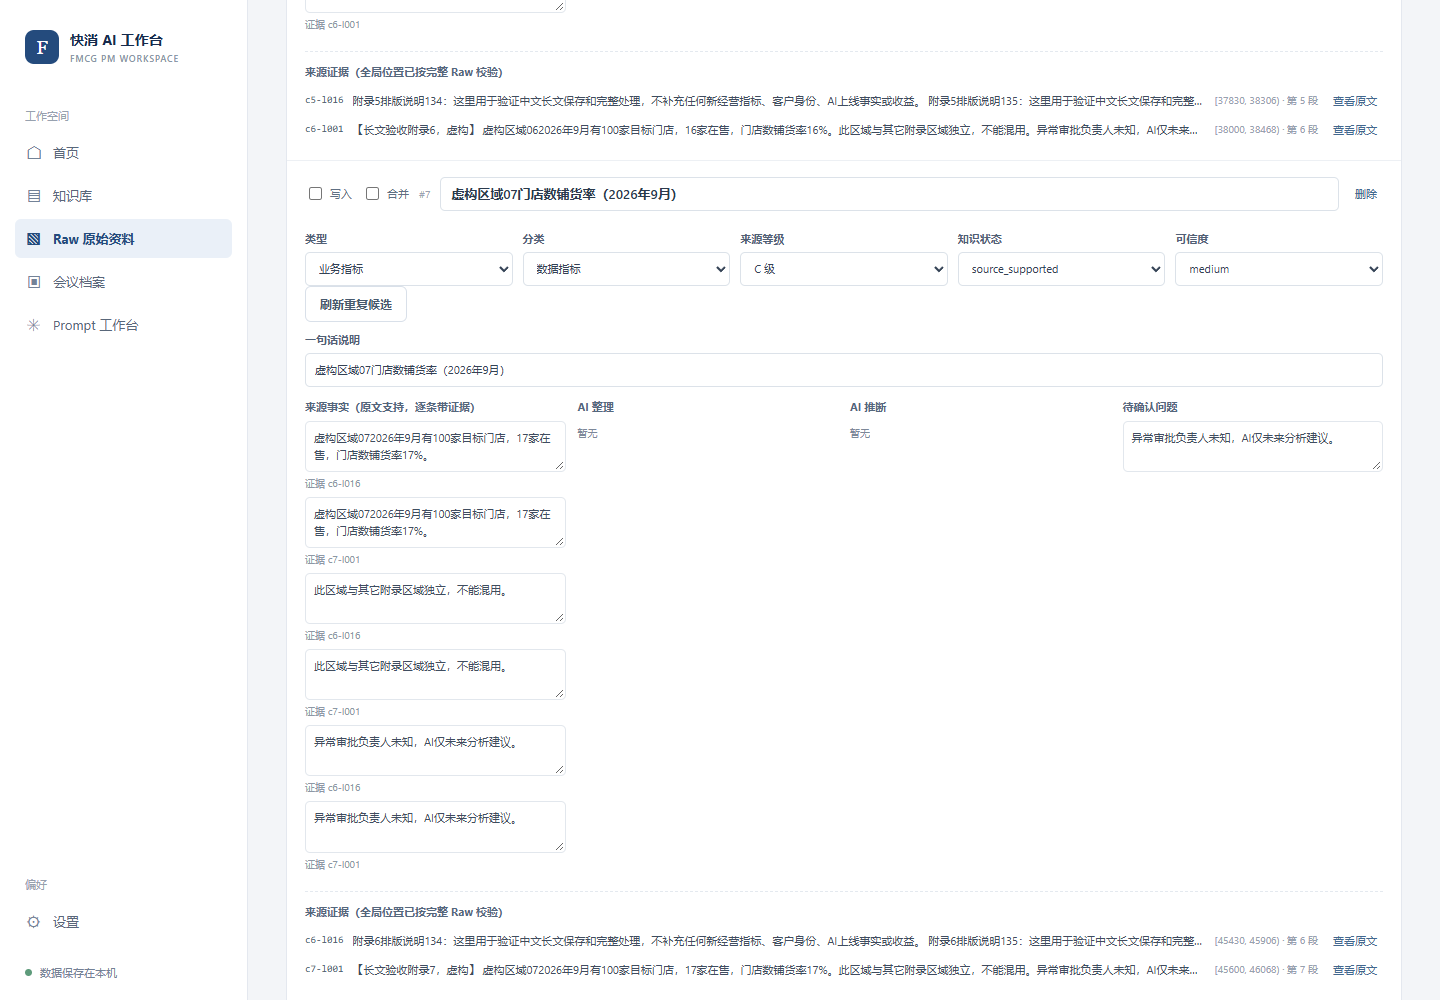 F
快消 AI 工作台
FMCG PM WORKSPACE
工作空间
首页
知识库
Raw 原始资料
会议档案
Prompt 工作台
偏好
设置
数据保存在本机
证据 c6-l001
来源证据（全局位置已按完整 Raw 校验）
c5-l016 附录5排版说明134：这里用于验证中文长文保存和完整处理，不补充任何新经营指标、客户身份、AI上线事实或收益。 附录5排版说明135：这里用于验证中文长文保存和完整... [37830, 38306) · 第 5 段 查看原文
c6-l001 【长文验收附录6，虚构】 虚构区域062026年9月有100家目标门店，16家在售，门店数铺货率16%。此区域与其它附录区域独立，不能混用。异常审批负责人未知，AI仅未来... [38000, 38468) · 第 6 段 查看原文
写入 合并 #7 虚构区域07门店数铺货率（2026年9月） 删除
类型 分类 来源等级 知识状态 可信度
业务指标 数据指标 C 级 source_supported medium
刷新重复候选
一句话说明
虚构区域07门店数铺货率（2026年9月）
来源事实（原文支持，逐条带证据） AI 整理 AI 推断 待确认问题
虚构区域072026年9月有100家目标门店，17家在
售，门店数铺货率17%。
暂无
暂无
异常审批负责人未知，AI仅未来分析建议。
证据 c6-l016
虚构区域072026年9月有100家目标门店，17家在
售，门店数铺货率17%。
证据 c7-l001
此区域与其它附录区域独立，不能混用。
证据 c6-l016
此区域与其它附录区域独立，不能混用。
证据 c7-l001
异常审批负责人未知，AI仅未来分析建议。
证据 c6-l016
异常审批负责人未知，AI仅未来分析建议。
证据 c7-l001
来源证据（全局位置已按完整 Raw 校验）
c6-l016 附录6排版说明134：这里用于验证中文长文保存和完整处理，不补充任何新经营指标、客户身份、AI上线事实或收益。 附录6排版说明135：这里用于验证中文长文保存和完整... [45430, 45906) · 第 6 段 查看原文
c7-l001 【长文验收附录7，虚构】 虚构区域072026年9月有100家目标门店，17家在售，门店数铺货率17%。此区域与其它附录区域独立，不能混用。异常审批负责人未知，AI仅未来... [45600, 46068) · 第 7 段 查看原文